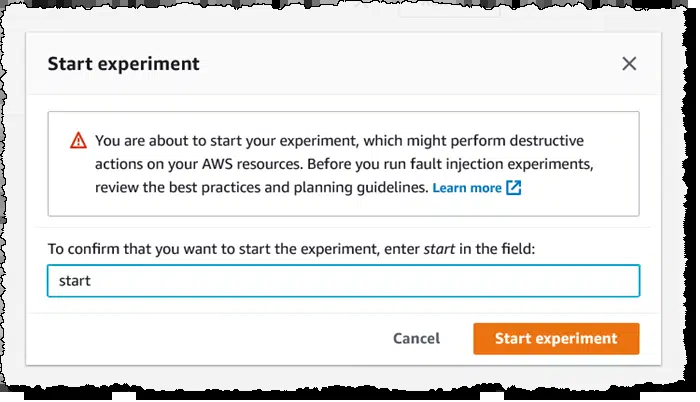 Start experiment
You are about to start your experiment, which might perform destructive
actions on your AWS resources. Before you run fault injection experiments,
review the best practices and planning guidelines. Learn more
To confirm that you want to start the experiment, enter start in the field:
start
Cancel Start experiment